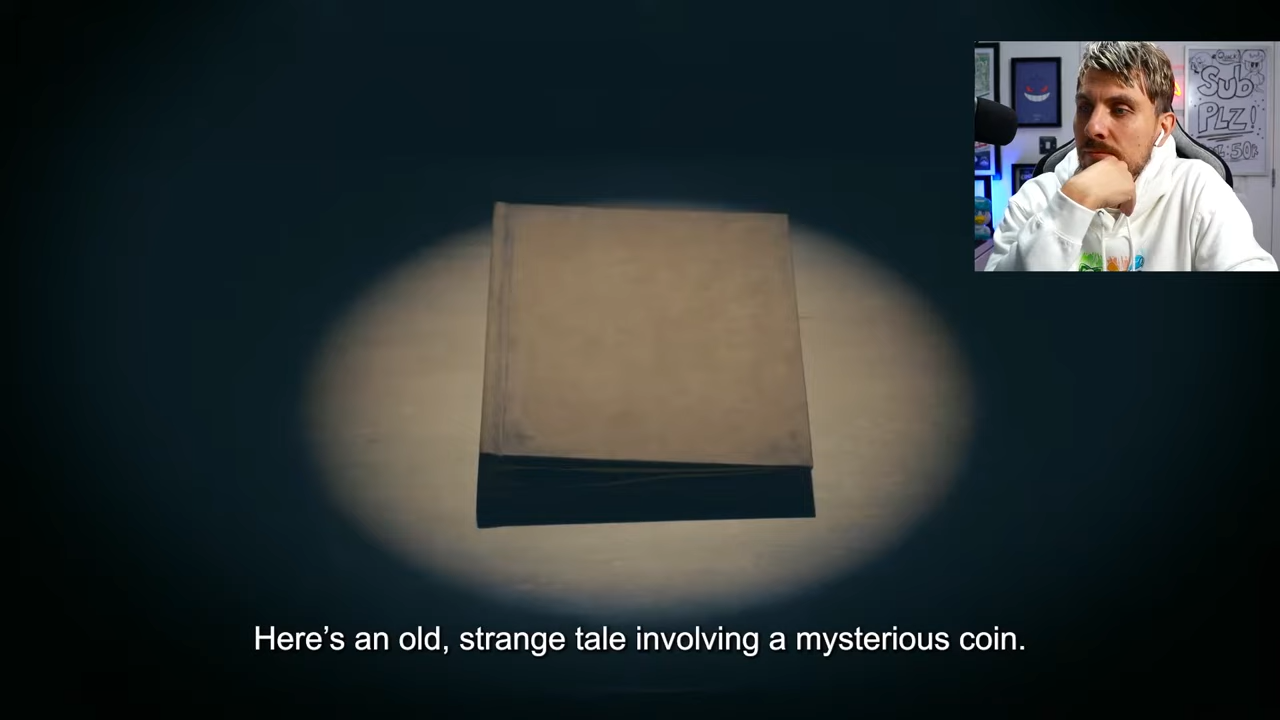 Sub
PLZ!
Here's an old, strange tale involving a mysterious coin.